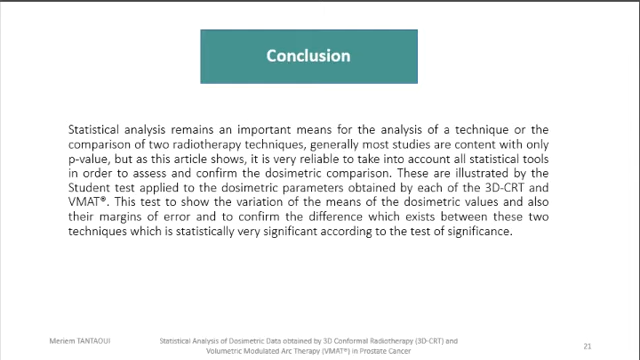 Conclusion
Statistical analysis remains an important means for the analysis of a technique or the
comparison of two radiotherapy techniques, generally most studies are content with only
p-value, but as this article shows, it is very reliable to take into account all statistical tools
in order to assess and confirm the dosimetric comparison. These are illustrated by the
Student test applied to the dosimetric parameters obtained by each of the 3D-CRT and
VMAT®. This test to show the variation of the means of the dosimetric values and also
their margins of error and to confirm the difference which exists between these two
techniques which is statistically very significant according to the test of significance.
Meriem TANTAOUI
Statistical Analysis of Dosimetric Data obtained by 3D Conformal Radiotherapy (3D-CRT) and
Volumetric Modulated Arc Therapy (VMAT®) in Prostate Cancer
21